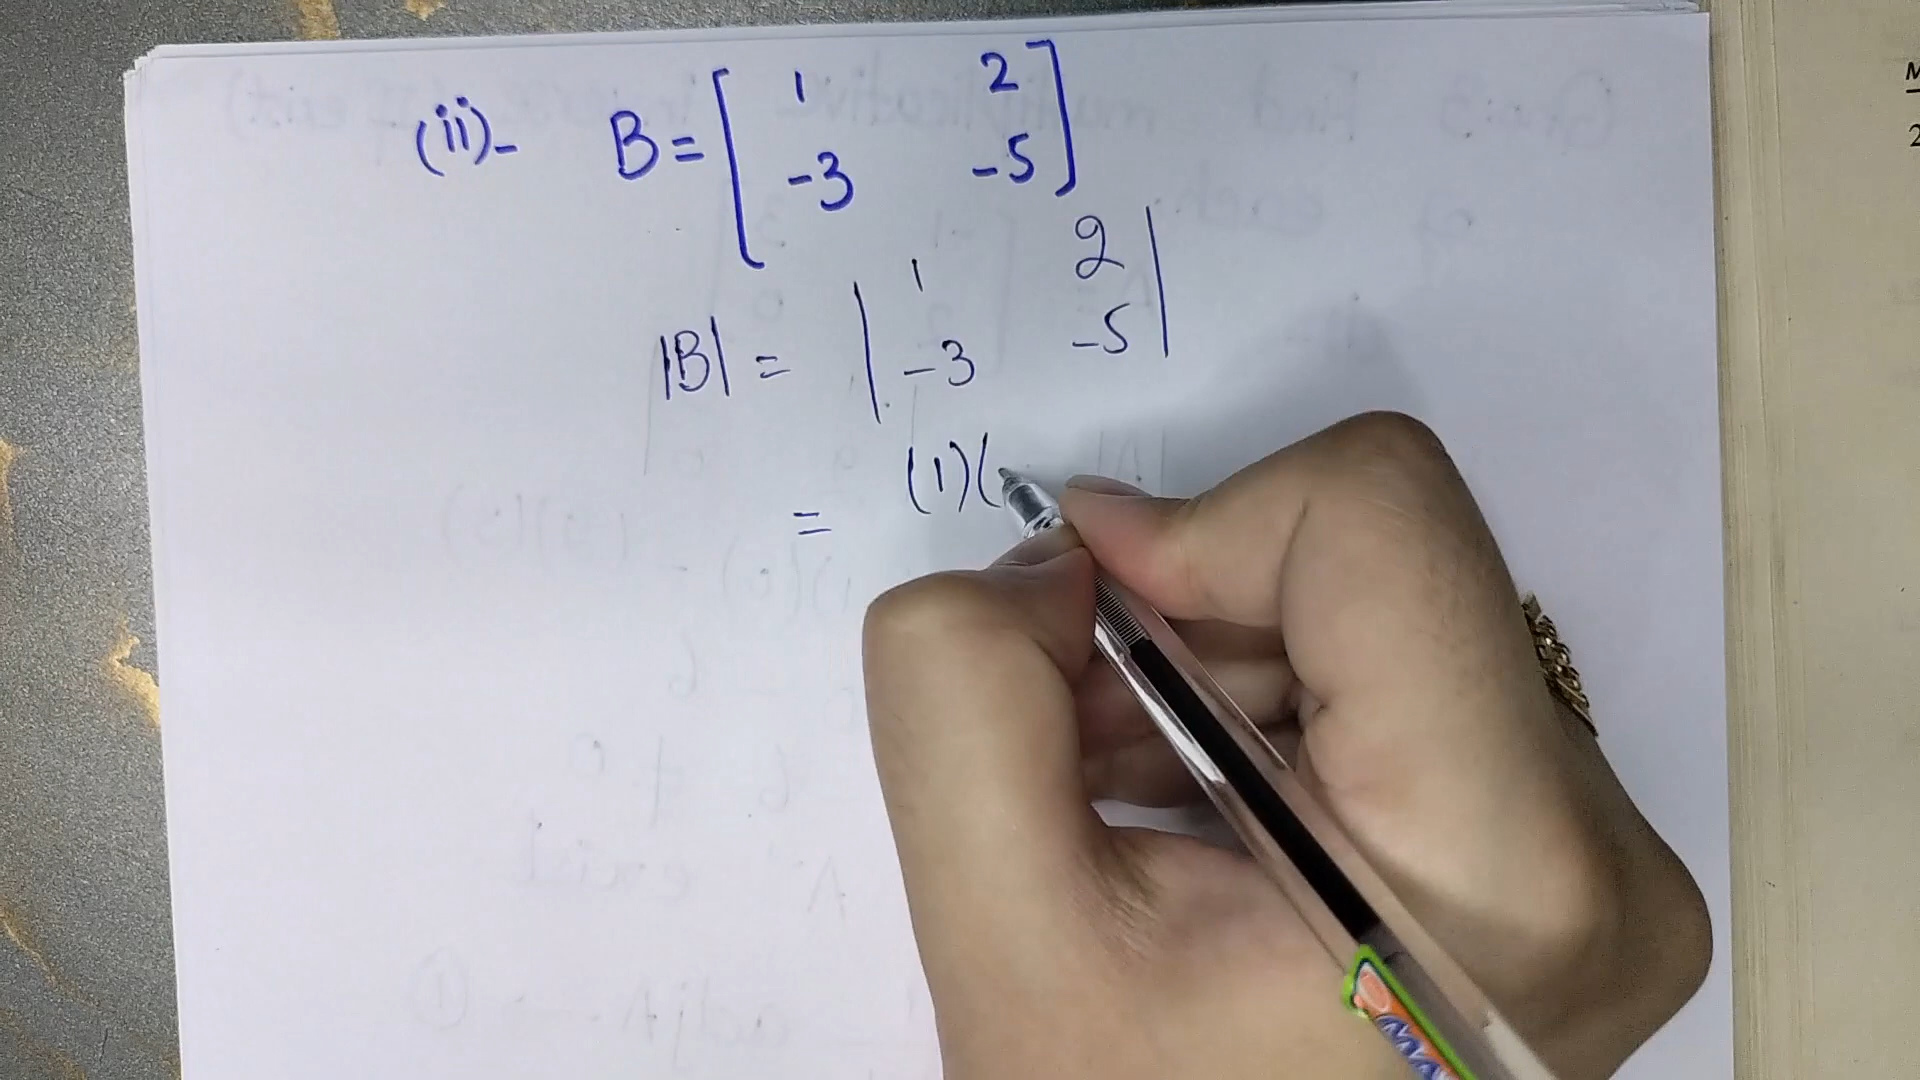 (ii)- B = [ 1 2
-3 -5 ]
|B| = | 1 2
-3 -5 |
= (1)(